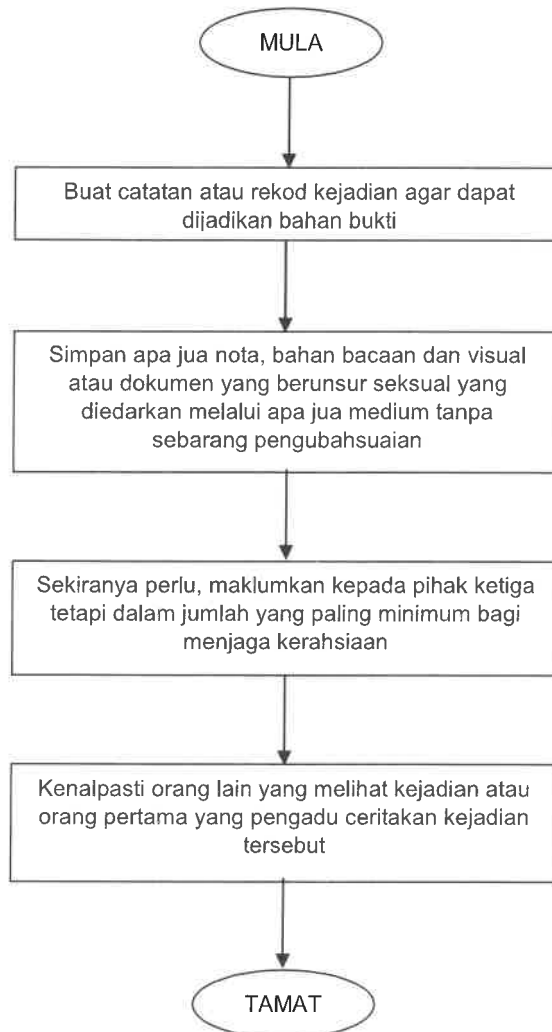 MULA
Buat catatan atau rekod kejadian agar dapat
dijadikan bahan bukti
Simpan apa jua nota, bahan bacaan dan visual
atau dokumen yang berunsur seksual yang
diedarkan melalui apa jua medium tanpa
sebarang pengubahsuaian
Sekiranya perlu, maklumkan kepada pihak ketiga
tetapi dalam jumlah yang paling minimum bagi
menjaga kerahsiaan
Kenalpasti orang lain yang melihat kejadian atau
orang pertama yang pengadu ceritakan kejadian
tersebut
TAMAT